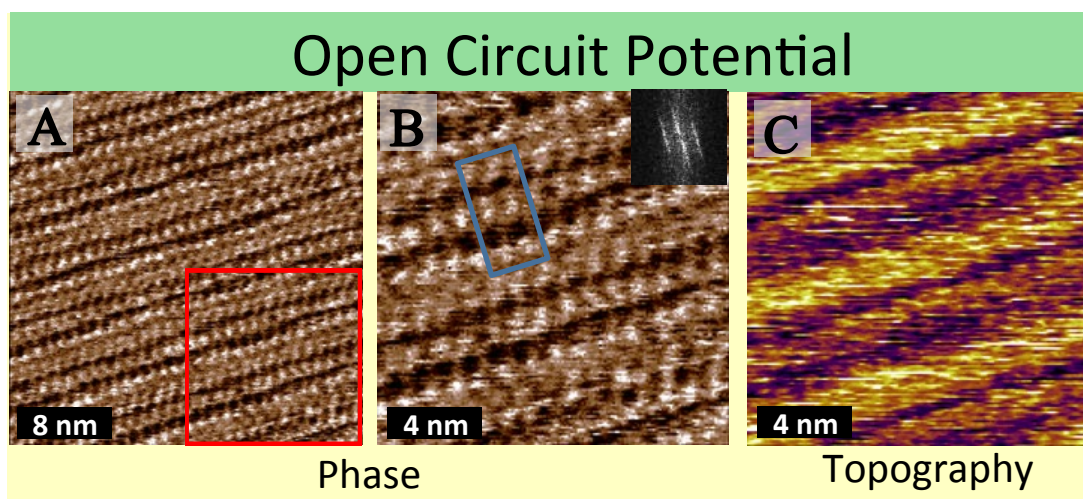 Open Circuit Potential
A
B
C
8 nm
4 nm
4 nm
Phase
Topography